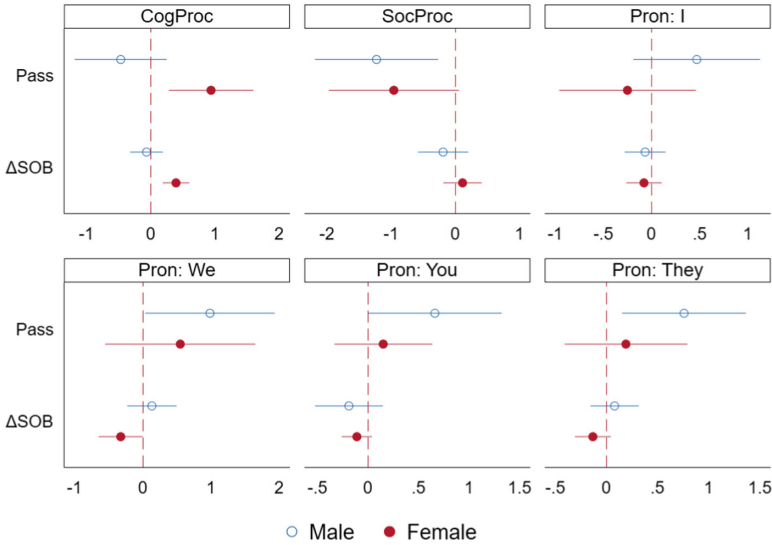 CogProc SocProc Pron: I
Pass
ΔSOB
-1 0 1 2 -2 -1 0 1 -1 -.5 0 .5 1
Pron: We Pron: You Pron: They
Pass
ΔSOB
-1 0 1 2 -.5 0 .5 1 1.5 -.5 0 .5 1 1.5
Male Female